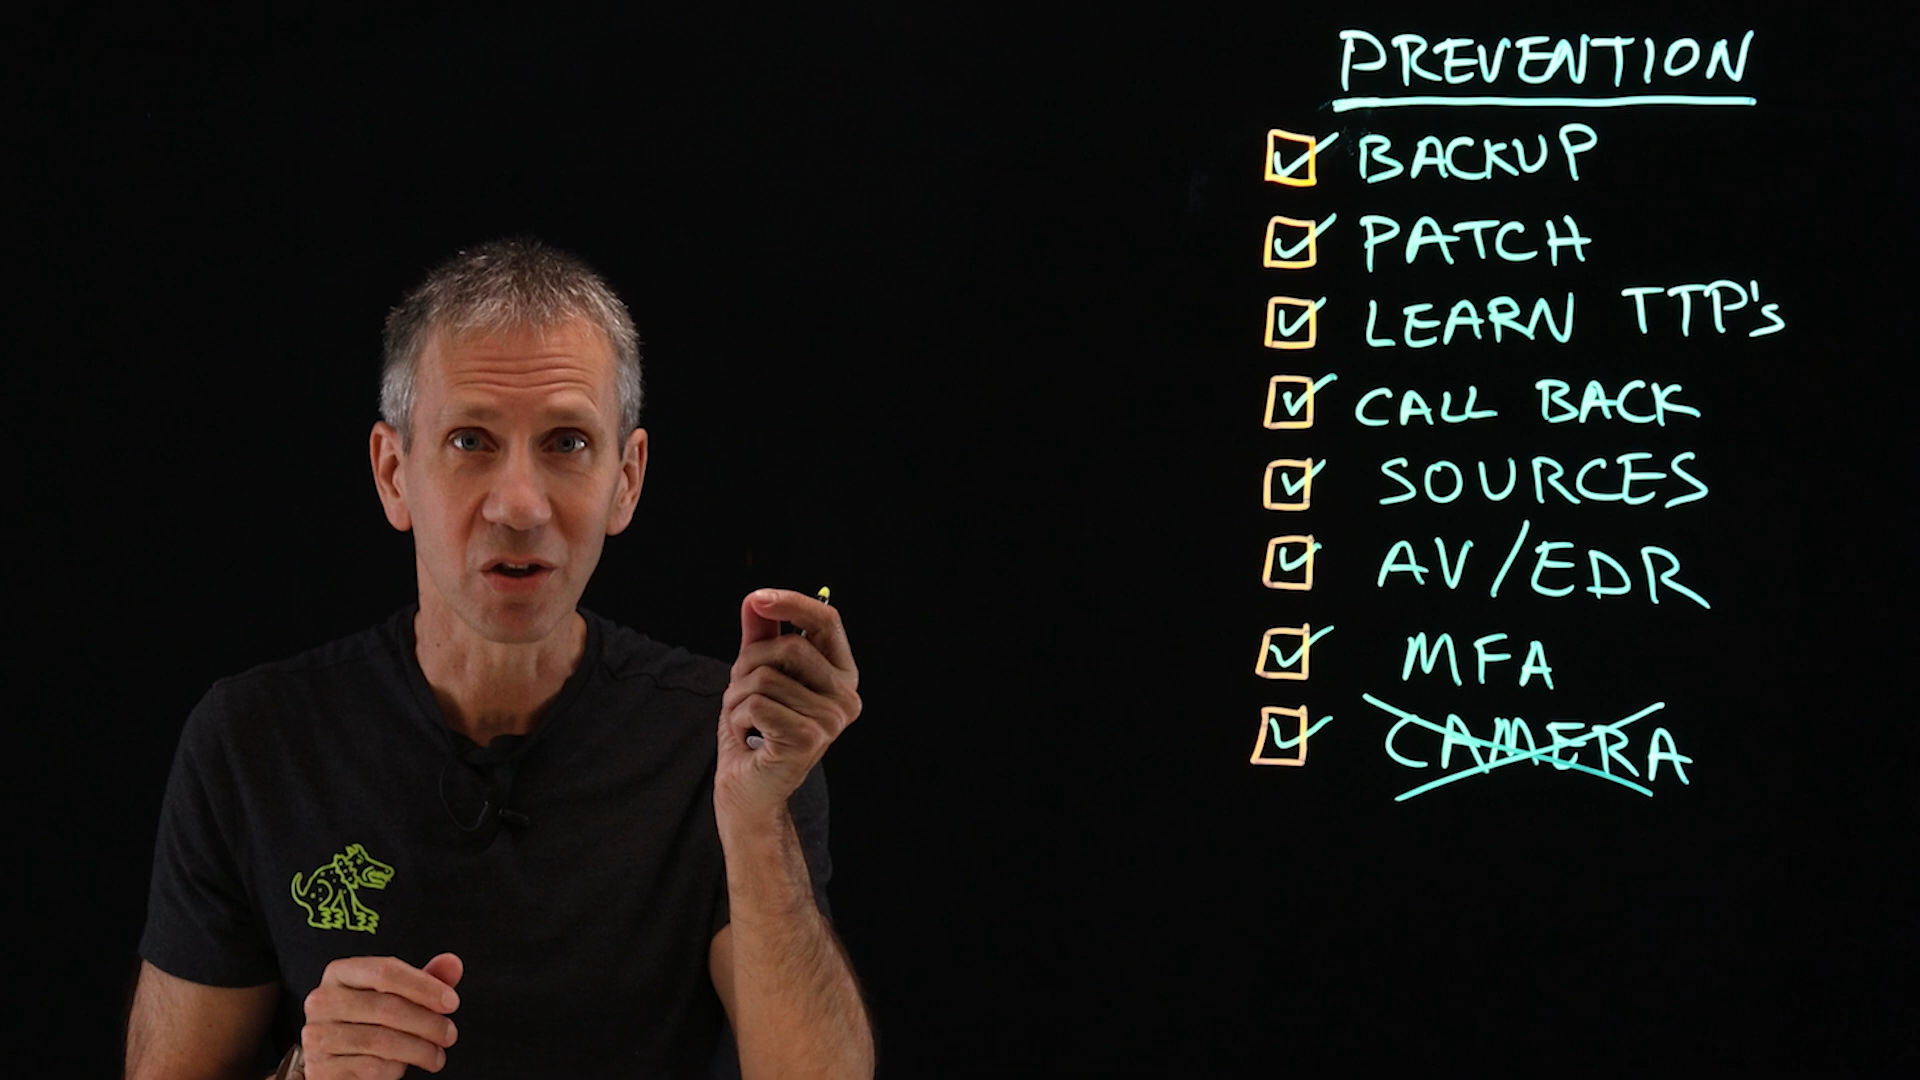 PREVENTION
BACKUP
PATCH
LEARN TTP's
CALL BACK
SOURCES
AV/EDR
MFA
CAMERA